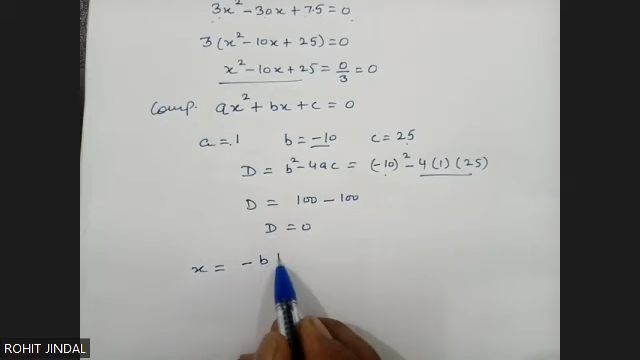 3x² - 30x + 75 = 0
3(x² - 10x + 25) = 0
x² - 10x + 25 = 0/3 = 0
Comp. ax² + bx + c = 0
a = 1 b = -10 c = 25
D = b² - 4ac = (-10)² - 4(1)(25)
D = 100 - 100
D = 0
x = - b
ROHIT JINDAL